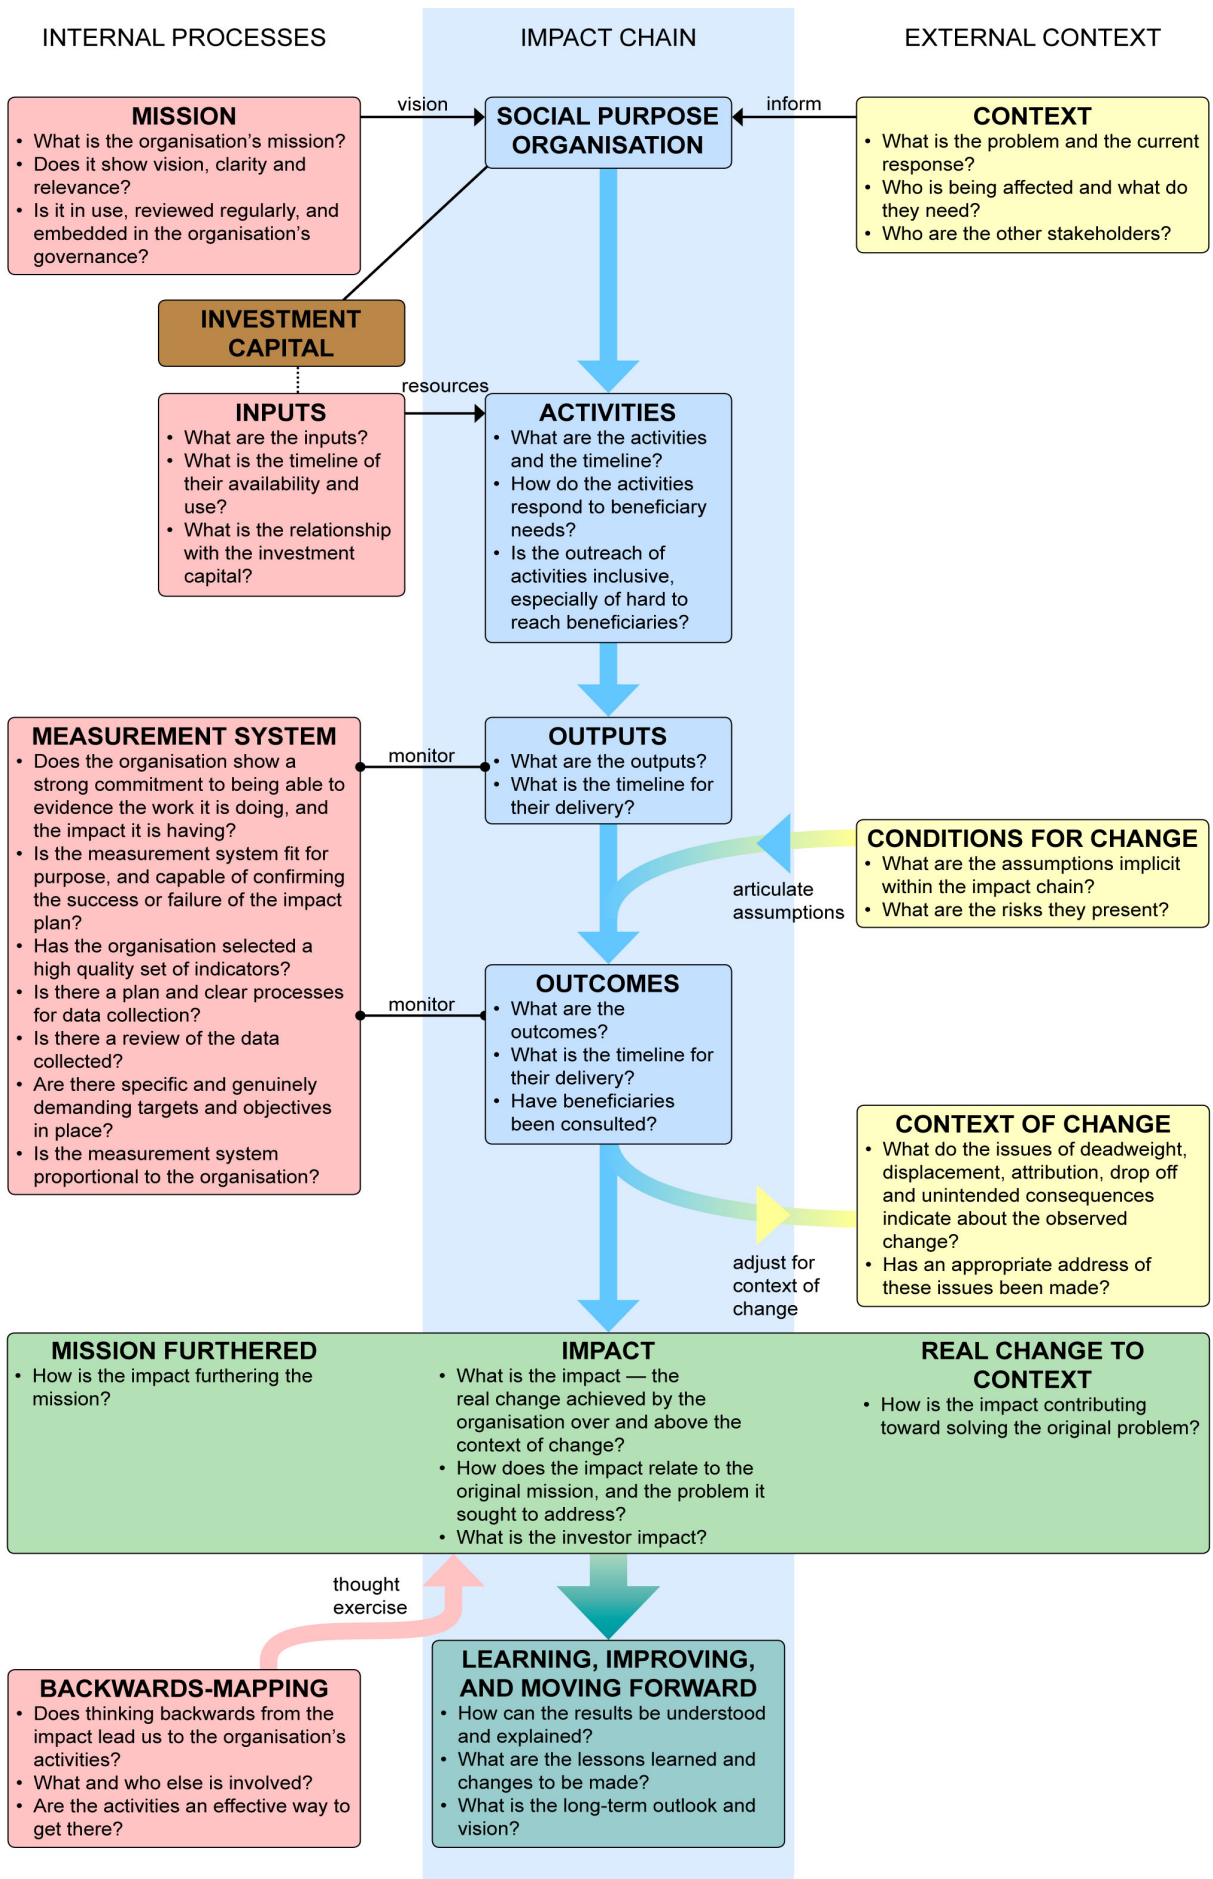 INTERNAL PROCESSES
IMPACT CHAIN
EXTERNAL CONTEXT
MISSION
• What is the organisation’s mission?
• Does it show vision, clarity and
relevance?
• Is it in use, reviewed regularly, and
embedded in the organisation’s
governance?
vision
SOCIAL PURPOSE
ORGANISATION
inform
CONTEXT
• What is the problem and the current
response?
• Who is being affected and what do
they need?
• Who are the other stakeholders?
INVESTMENT
CAPITAL
INPUTS
• What are the inputs?
• What is the timeline of
their availability and
use?
• What is the relationship
with the investment
capital?
resources
ACTIVITIES
• What are the activities
and the timeline?
• How do the activities
respond to beneficiary
needs?
• Is the outreach of
activities inclusive,
especially of hard to
reach beneficiaries?
MEASUREMENT SYSTEM
• Does the organisation show a
strong commitment to being able to
evidence the work it is doing, and
the impact it is having?
• Is the measurement system fit for
purpose, and capable of confirming
the success or failure of the impact
plan?
• Has the organisation selected a
high quality set of indicators?
• Is there a plan and clear processes
for data collection?
• Is there a review of the data
collected?
• Are there specific and genuinely
demanding targets and objectives
in place?
• Is the measurement system
proportional to the organisation?
monitor
OUTPUTS
• What are the outputs?
• What is the timeline for
their delivery?
articulate
assumptions
CONDITIONS FOR CHANGE
• What are the assumptions implicit
within the impact chain?
• What are the risks they present?
monitor
OUTCOMES
• What are the
outcomes?
• What is the timeline for
their delivery?
• Have beneficiaries
been consulted?
adjust for
context of
change
CONTEXT OF CHANGE
• What do the issues of deadweight,
displacement, attribution, drop off
and unintended consequences
indicate about the observed
change?
• Has an appropriate address of
these issues been made?
MISSION FURTHERED
• How is the impact furthering the
mission?
IMPACT
• What is the impact — the
real change achieved by the
organisation over and above the
context of change?
• How does the impact relate to the
original mission, and the problem it
sought to address?
• What is the investor impact?
REAL CHANGE TO
CONTEXT
• How is the impact contributing
toward solving the original problem?
thought
exercise
BACKWARDS-MAPPING
• Does thinking backwards from the
impact lead us to the organisation’s
activities?
• What and who else is involved?
• Are the activities an effective way to
get there?
LEARNING, IMPROVING,
AND MOVING FORWARD
• How can the results be understood
and explained?
• What are the lessons learned and
changes to be made?
• What is the long-term outlook and
vision?